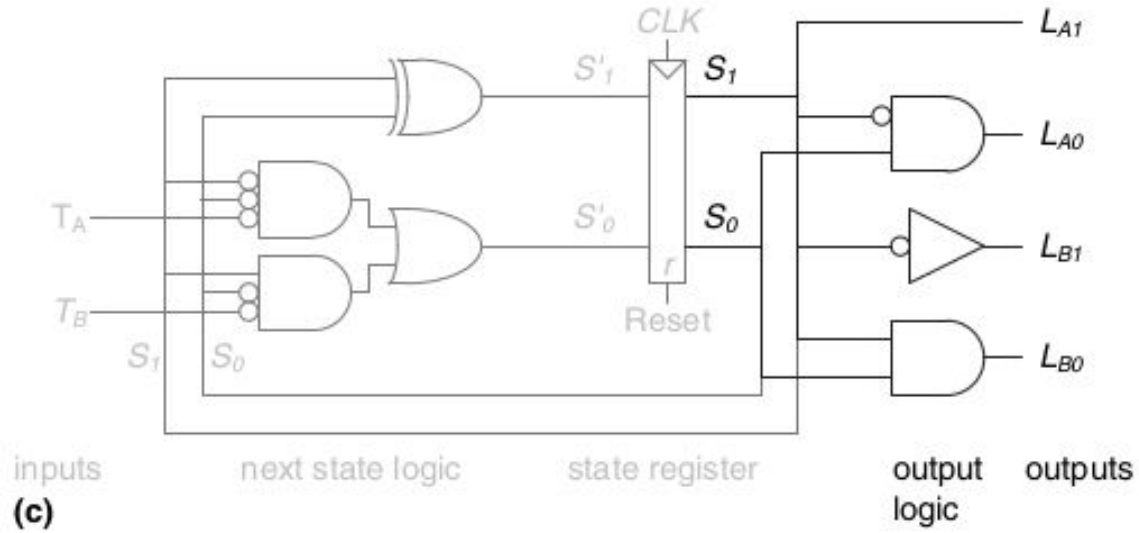 CLK
L_A1
S'_1
S_1
L_A0
T_A
S'_0
S_0
L_B1
r
T_B
Reset
S_1
S_0
L_B0
inputs
next state logic
state register
output logic
outputs
(c)